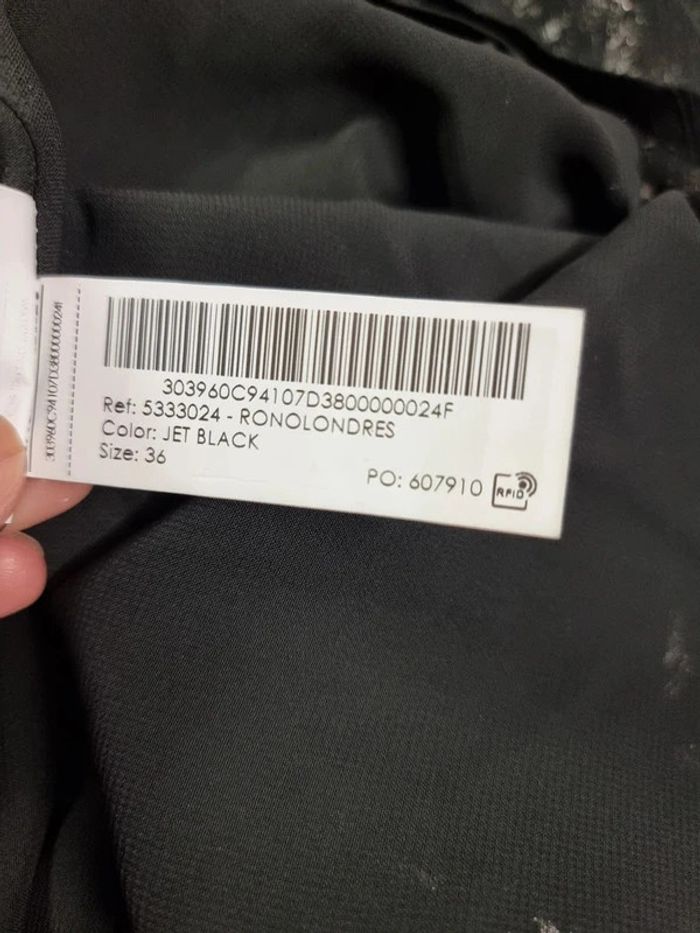 303960C94107D3800000024F
Ref: 5333024 - RONOLONDRES
Color: JET BLACK
Size: 36
PO: 607910
RFID